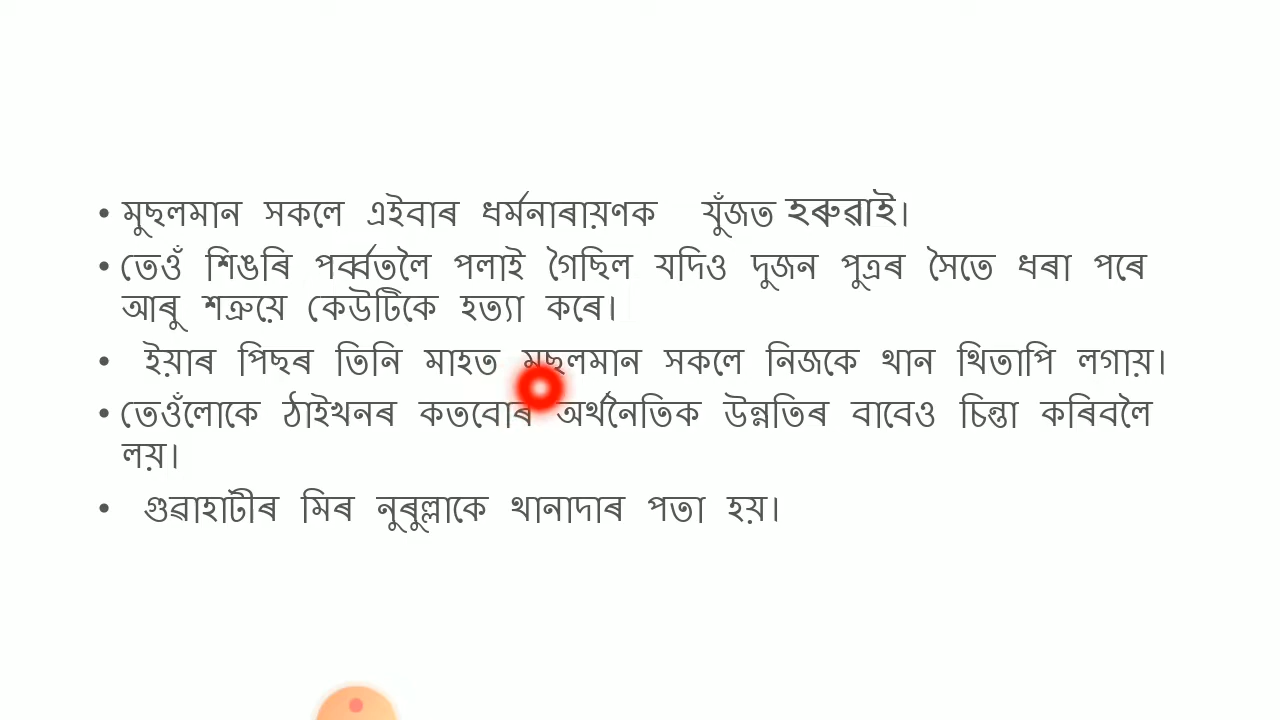 • মুছলমান সকলে এইবাৰ ধৰ্মনাৰায়ণক যুঁজত হৰুৱাই।
• তেওঁ শিঙৰি পৰ্ব্বতলৈ পলাই গৈছিল যদিও দুজন পুত্ৰৰ সৈতে ধৰা পৰে
আৰু শত্ৰুয়ে কেউটিকে হত্যা কৰে।
• ইয়াৰ পিছৰ তিনি মাহত মুছলমান সকলে নিজকে থান থিতাপি লগায়।
• তেওঁলোকে ঠাইখনৰ কতবোৰ অৰ্থনৈতিক উন্নতিৰ বাবেও চিন্তা কৰিবলৈ
লয়।
• গুৱাহাটীৰ মিৰ নুৰুল্লাকে থানাদাৰ পতা হয়।